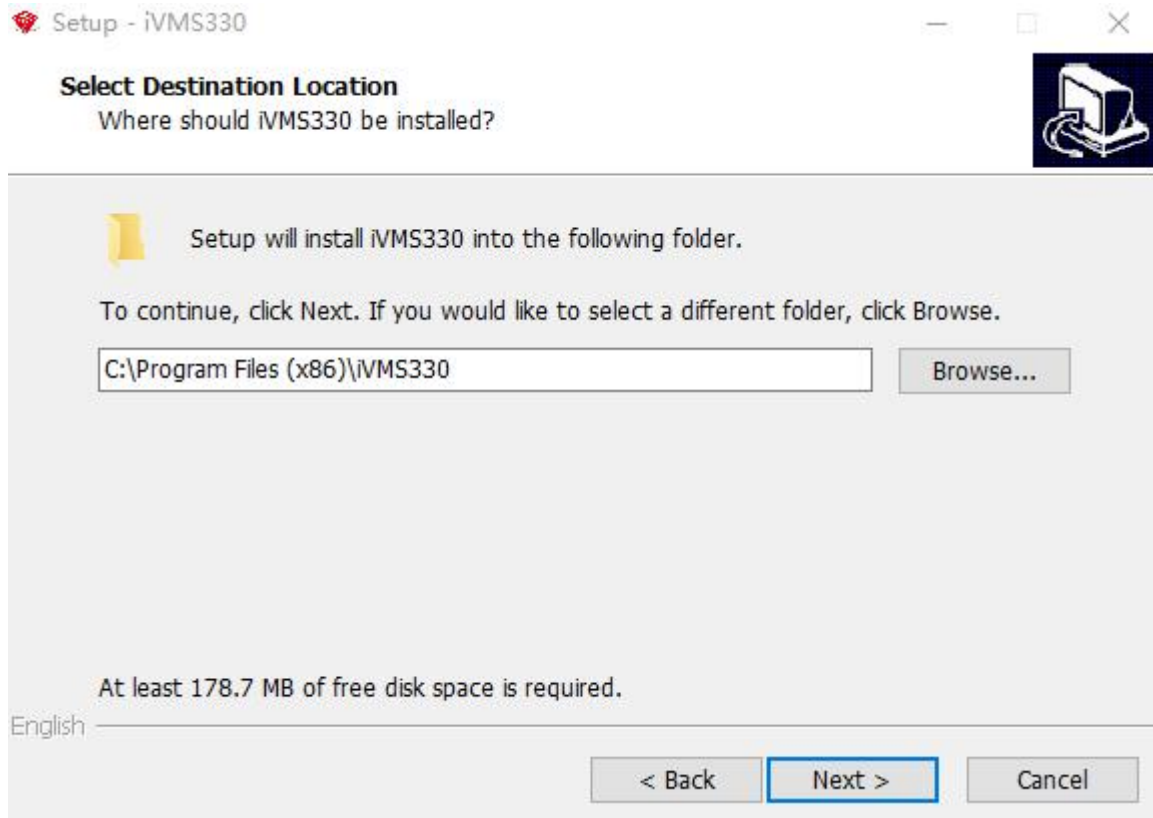 Setup - iVMS330
Select Destination Location
Where should iVMS330 be installed?
Setup will install iVMS330 into the following folder.
To continue, click Next. If you would like to select a different folder, click Browse.
C:\Program Files (x86)\iVMS330
Browse...
At least 178.7 MB of free disk space is required.
English
< Back
Next >
Cancel